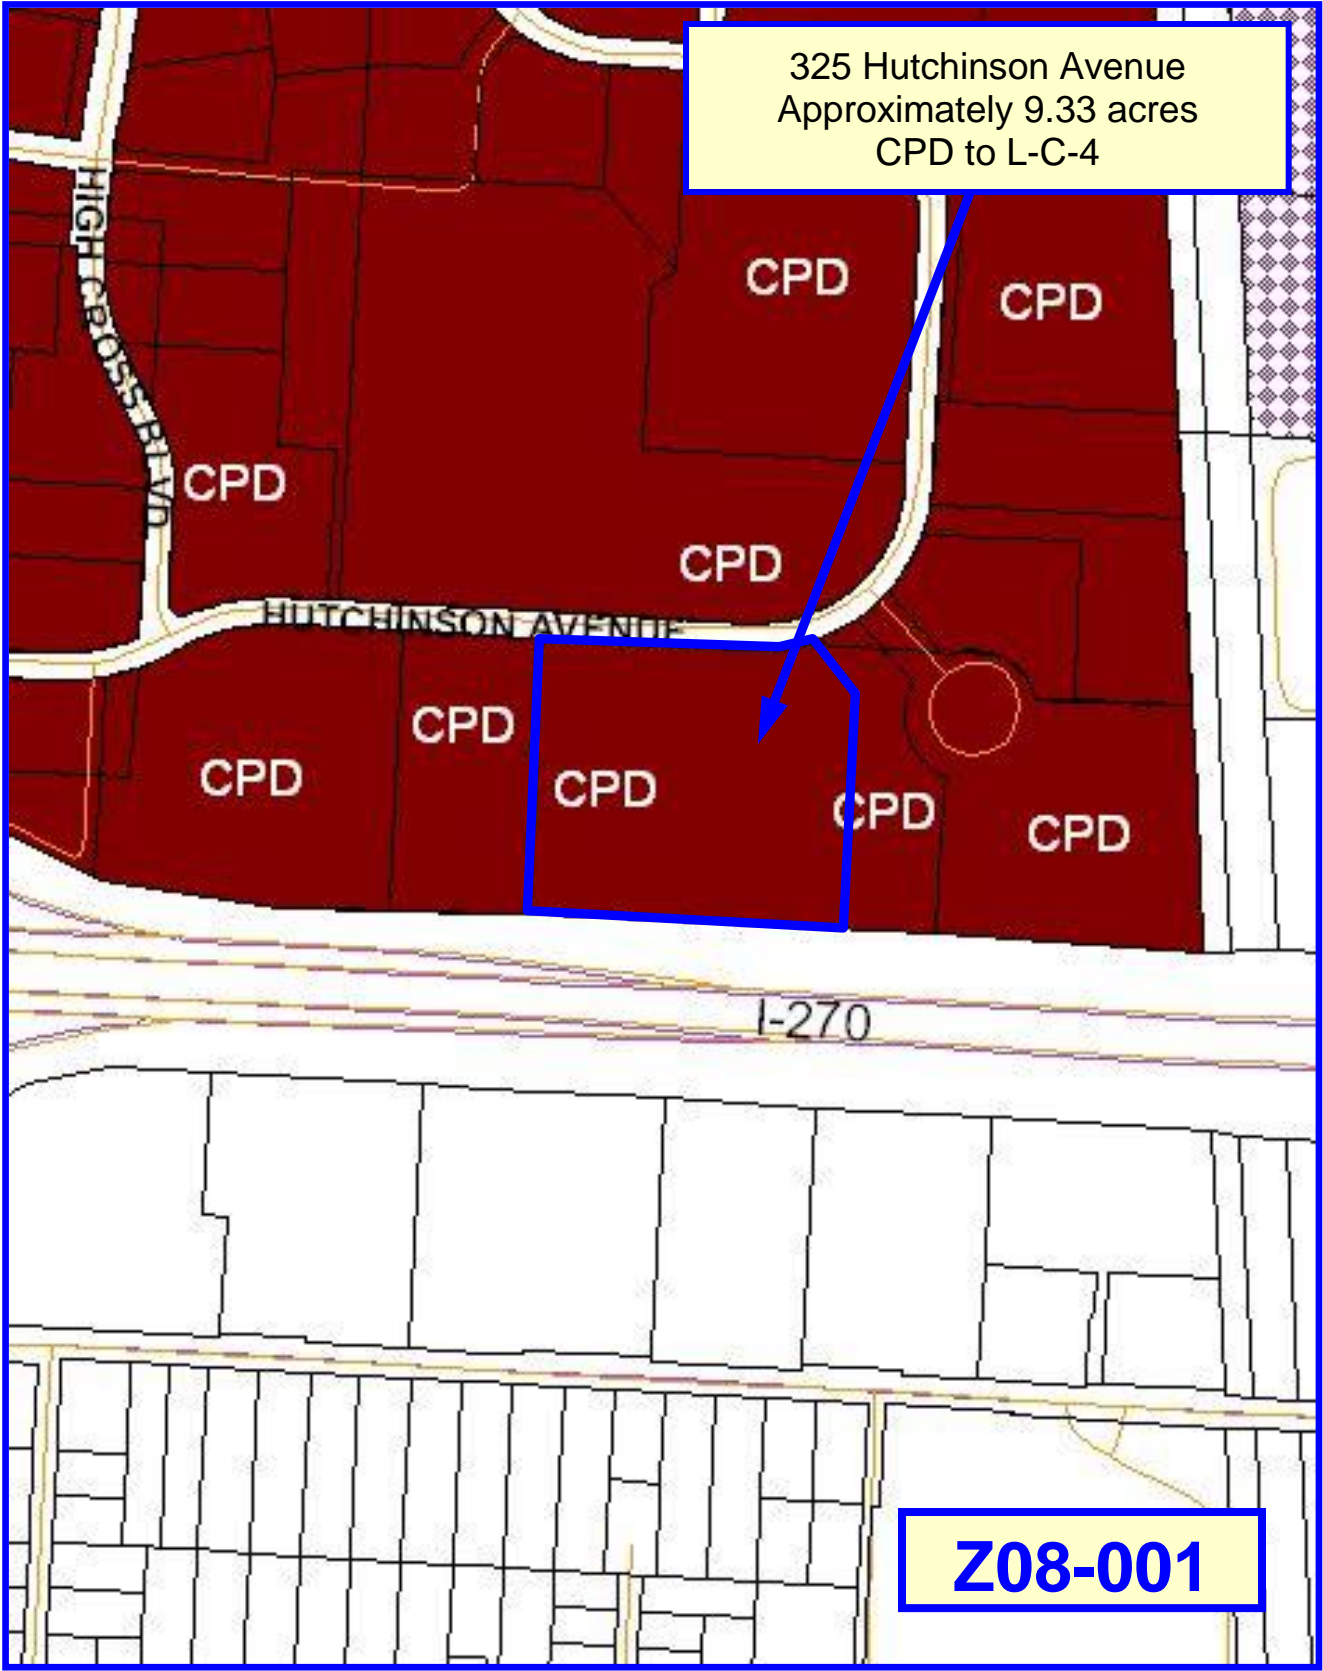 325 Hutchinson Avenue
Approximately 9.33 acres
CPD to L-C-4
HIGH CROSS BLVD
CPD
CPD
CPD
CPD
HUTCHINSON AVENUE
CPD
CPD
CPD
CPD
CPD
I-270
Z08-001